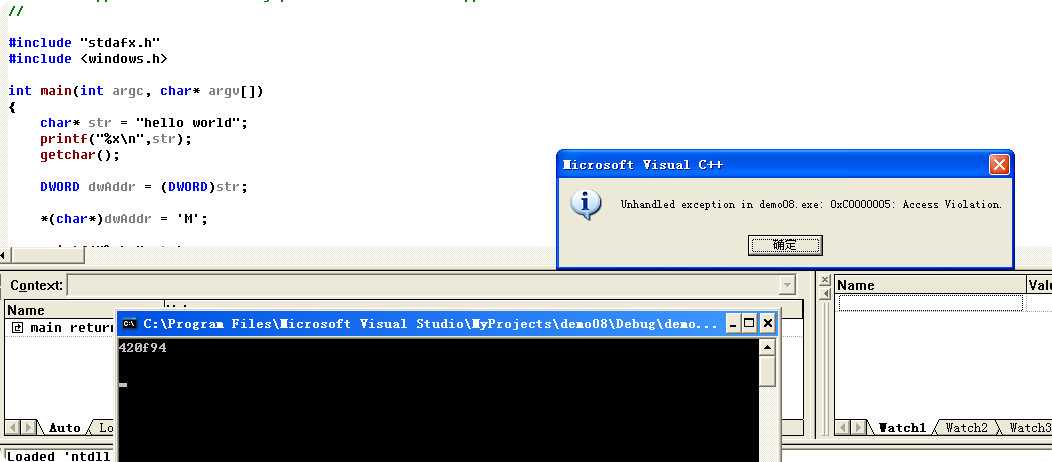 //
#include "stdafx.h"
#include <windows.h>
int main(int argc, char* argv[])
{
char* str = "hello world";
printf("%x\n",str);
getchar();
DWORD dwAddr = (DWORD)str;
*(char*)dwAddr = 'M';
Microsoft Visual C++
Unhandled exception in demo08.exe: 0xC0000005: Access Violation.
确定
Context:
Name
main return
Auto
Lo
C:\Program Files\Microsoft Visual Studio\MyProjects\demo08\Debug\demo...
420f94
Name
Valu
Watch1
Watch2
Watch3
Loaded 'ntdll